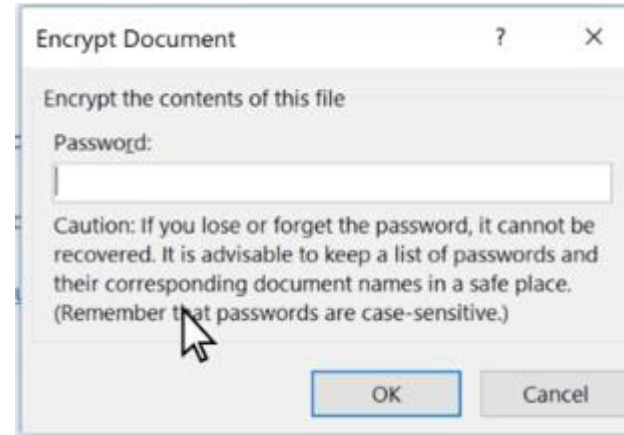 Encrypt Document ? ×
Encrypt the contents of this file
Password:
Caution: If you lose or forget the password, it cannot be
recovered. It is advisable to keep a list of passwords and
their corresponding document names in a safe place.
(Remember that passwords are case-sensitive.)
OK Cancel